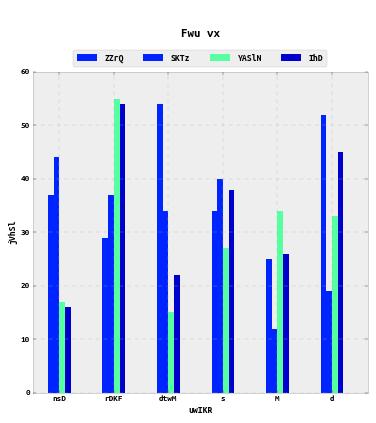 Fwu vx
ZZrQ SKTz YASlN IhD
60
50
40
30
20
10
0
jVhsl
nsD rDKF dtwM s M d
uwIKR